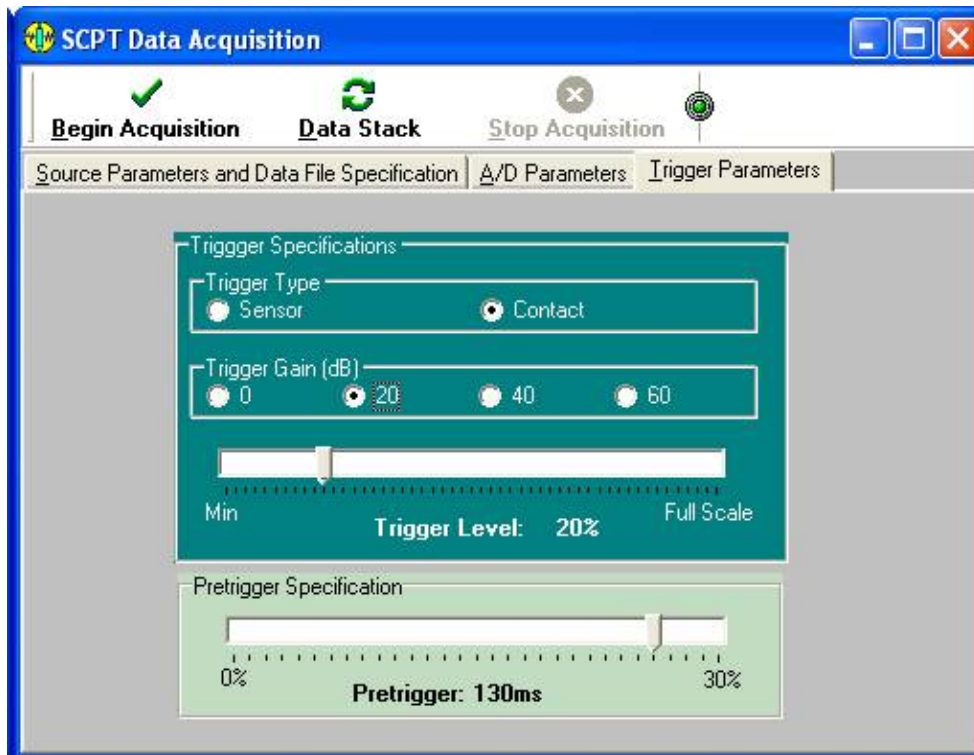 SCPT Data Acquisition
Begin Acquisition Data Stack Stop Acquisition
Source Parameters and Data File Specification A/D Parameters Trigger Parameters
Triggger Specifications
Trigger Type
Sensor Contact
Trigger Gain (dB)
0 20 40 60
Min Full Scale
Trigger Level: 20%
Pretrigger Specification
0% 30%
Pretrigger: 130ms